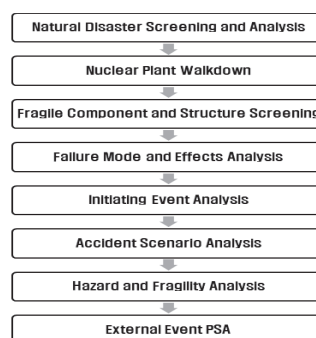 Natural Disaster Screening and Analysis
Nuclear Plant Walkdown
Fragile Component and Structure Screening
Failure Mode and Effects Analysis
Initiating Event Analysis
Accident Scenario Analysis
Hazard and Fragility Analysis
External Event PSA